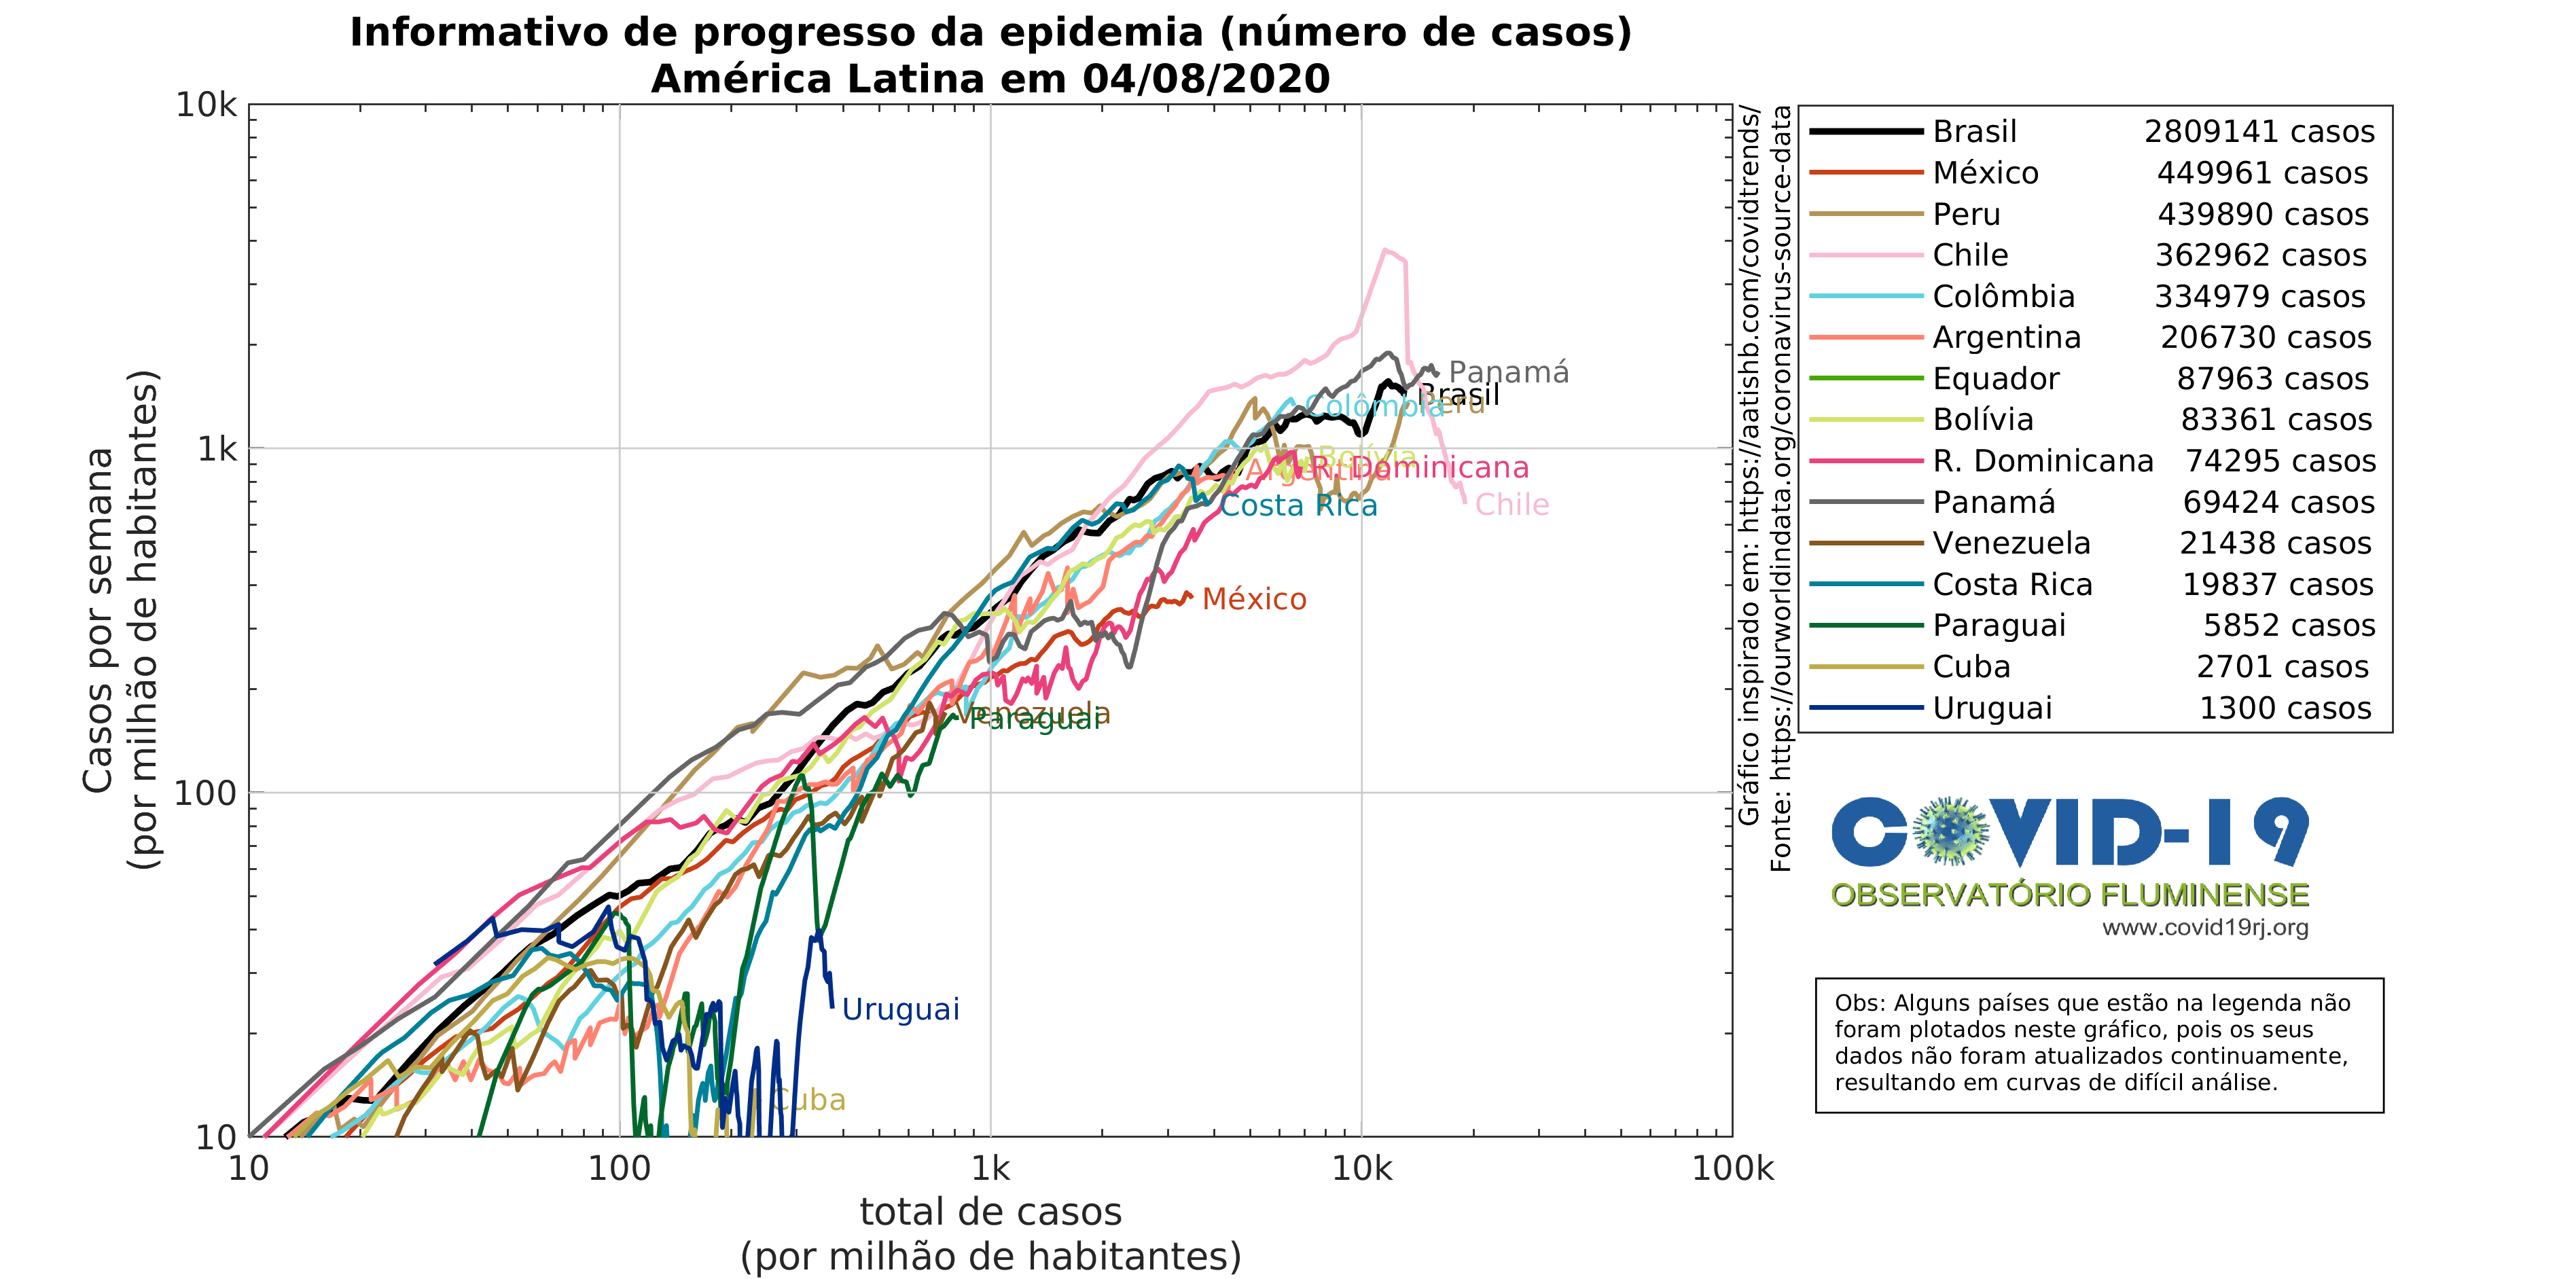 Informativo de progresso da epidemia (número de casos)
América Latina em 04/08/2020
10k
1k
100
10
Casos por semana
(por milhão de habitantes)
10
100
1k
10k
100k
total de casos
(por milhão de habitantes)
Panamá
Brasil
Peru
Colômbia
Bolívia
R. Dominicana
Argentina
Costa Rica
Chile
México
Venezuela
Paraguai
Uruguai
Cuba
Gráfico inspirado em: https://aatishb.com/covidtrends/
Fonte: https://ourworldindata.org/coronavirus-source-data
Brasil 2809141 casos
México 449961 casos
Peru 439890 casos
Chile 362962 casos
Colômbia 334979 casos
Argentina 206730 casos
Equador 87963 casos
Bolívia 83361 casos
R. Dominicana 74295 casos
Panamá 69424 casos
Venezuela 21438 casos
Costa Rica 19837 casos
Paraguai 5852 casos
Cuba 2701 casos
Uruguai 1300 casos
COVID-19
OBSERVATÓRIO FLUMINENSE
www.covid19rj.org
Obs: Alguns países que estão na legenda não
foram plotados neste gráfico, pois os seus
dados não foram atualizados continuamente,
resultando em curvas de difícil análise.